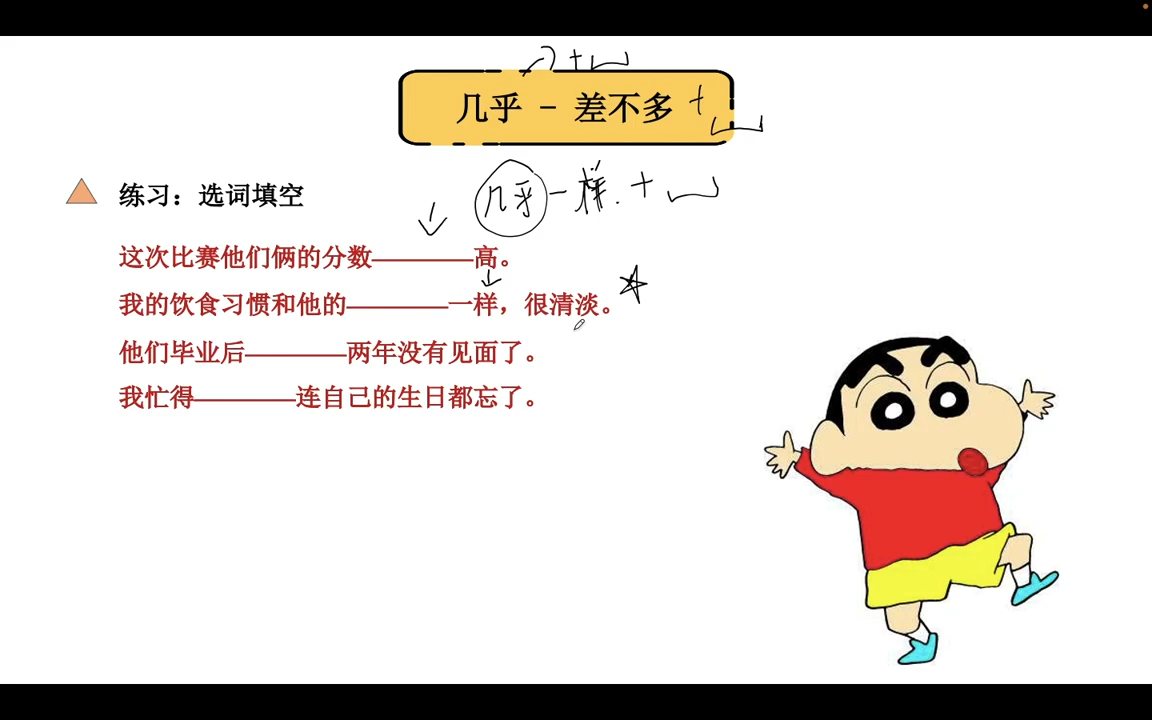 几乎 - 差不多 +
几乎一样. +
练习：选词填空
这次比赛他们俩的分数————高。
我的饮食习惯和他的————一样，很清淡。
他们毕业后————两年没有见面了。
我忙得————连自己的生日都忘了。